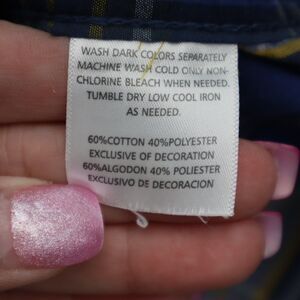 WASH DARK COLORS SEPARATELY
MACHINE WASH COLD ONLY NON-
CHLORINE BLEACH WHEN NEEDED.
TUMBLE DRY LOW COOL IRON
AS NEEDED.
60%COTTON 40%POLYESTER
EXCLUSIVE OF DECORATION
60%ALGODON 40% POLIESTER
EXCLUSIVO DE DECORACION